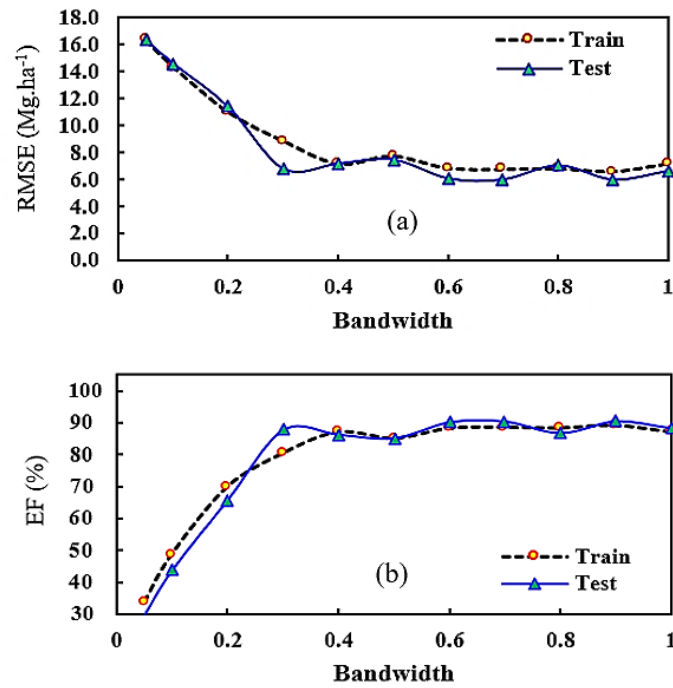 18.0
16.0
14.0
12.0
10.0
8.0
6.0
4.0
2.0
0.0
RMSE (Mg.ha⁻¹)
Train
Test
(a)
0 0.2 0.4 0.6 0.8 1
Bandwidth
100
90
80
70
60
50
40
30
EF (%)
Train
Test
(b)
0 0.2 0.4 0.6 0.8 1
Bandwidth